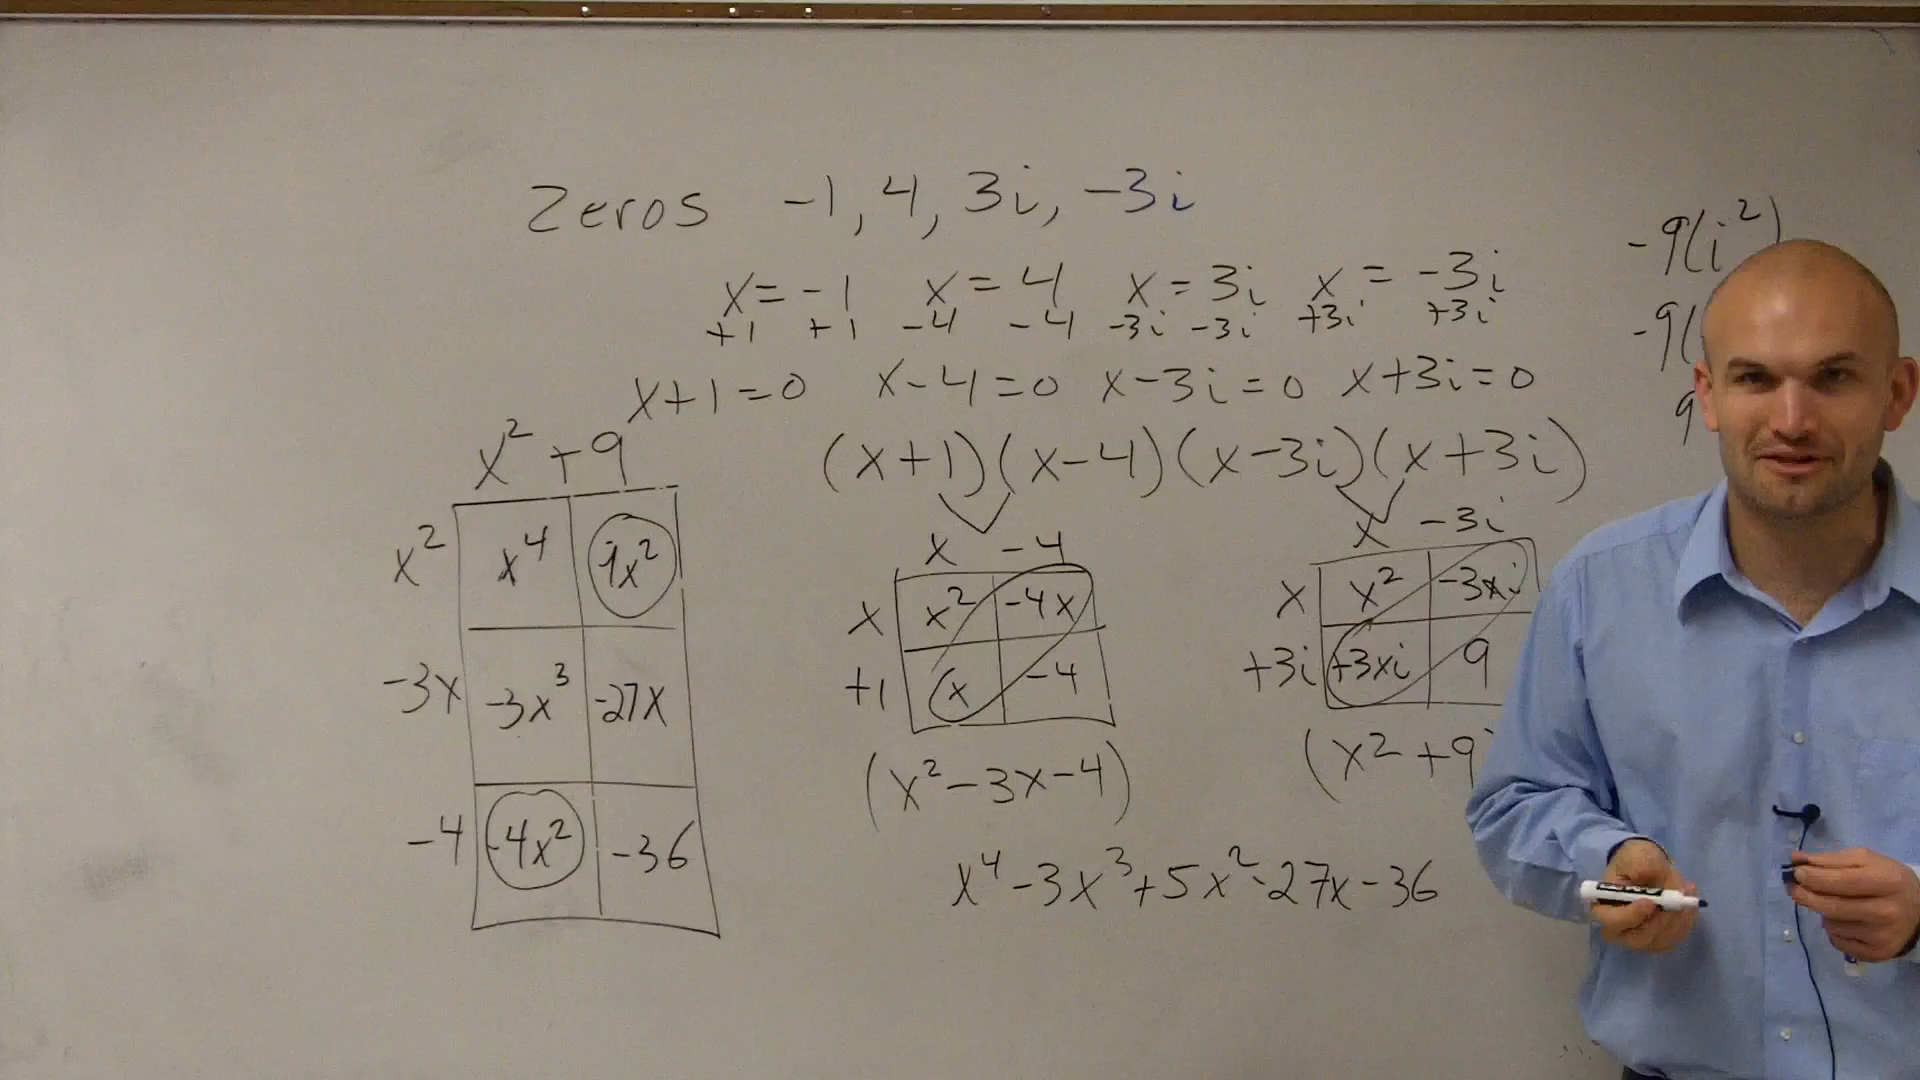 Zeros -1, 4, 3i, -3i
x = -1 x = 4 x = 3i x = -3i
+1 +1 -4 -4 -3i -3i +3i +3i
x+1=0 x-4=0 x-3i=0 x+3i=0
(x+1)(x-4)(x-3i)(x+3i)
-9(i²)
-9(
9
x² +9
x² x⁴ 9x²
-3x -3x³ -27x
-4 -4x² -36
x -4
x x² -4x
+1 x -4
(x²-3x-4)
x -3i
x x² -3xi
+3i +3xi 9
(x²+9
x⁴-3x³+5x²-27x-36